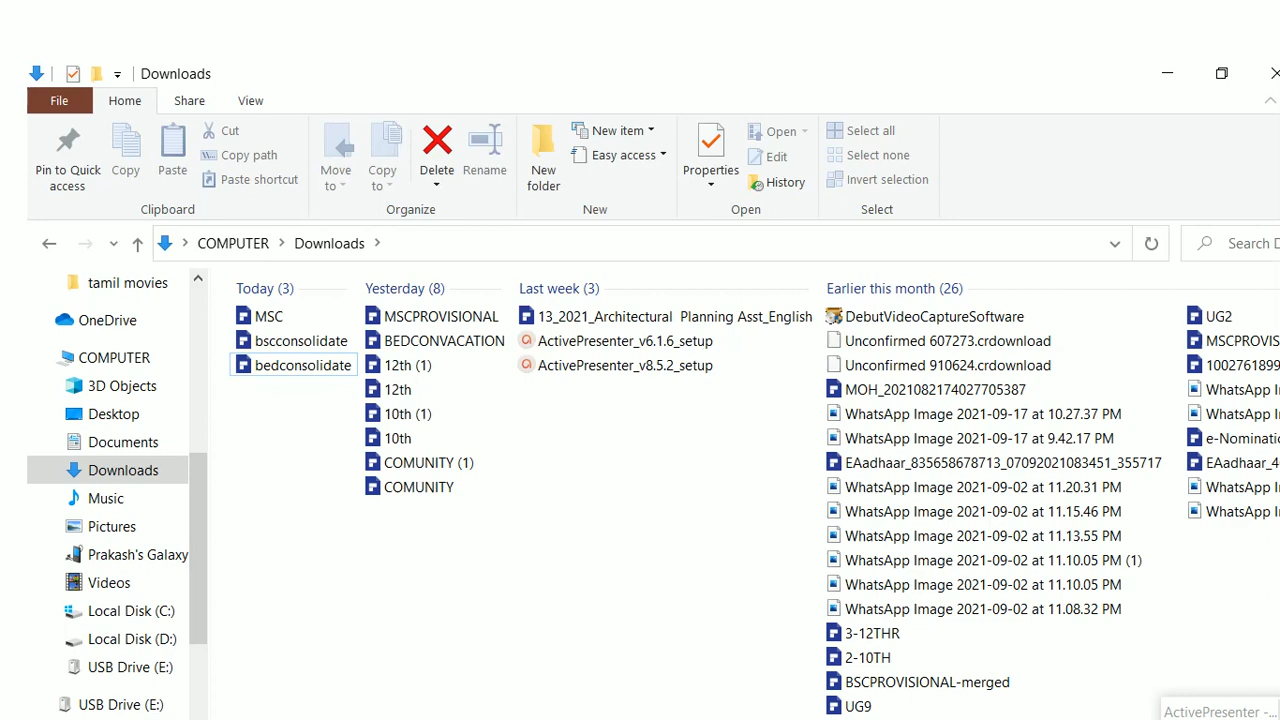 Downloads
File Home Share View
Pin to Quick access
Copy
Paste
Cut
Copy path
Paste shortcut
Clipboard
Move to
Copy to
Delete
Rename
Organize
New folder
New item
Easy access
New
Properties
Open
Edit
History
Open
Select all
Select none
Invert selection
Select
COMPUTER Downloads
Search D
tamil movies
OneDrive
COMPUTER
3D Objects
Desktop
Documents
Downloads
Music
Pictures
Prakash's Galaxy
Videos
Local Disk (C:)
Local Disk (D:)
USB Drive (E:)
USB Drive (E:)
Today (3)
MSC
bscconsolidate
bedconsolidate
Yesterday (8)
MSCPROVISIONAL
BEDCONVACATION
12th (1)
12th
10th (1)
10th
COMUNITY (1)
COMUNITY
Last week (3)
13_2021_Architectural Planning Asst_English
ActivePresenter_v6.1.6_setup
ActivePresenter_v8.5.2_setup
Earlier this month (26)
DebutVideoCaptureSoftware
Unconfirmed 607273.crdownload
Unconfirmed 910624.crdownload
MOH_2021082174027705387
WhatsApp Image 2021-09-17 at 10.27.37 PM
WhatsApp Image 2021-09-17 at 9.42.17 PM
EAadhaar_835658678713_07092021083451_355717
WhatsApp Image 2021-09-02 at 11.20.31 PM
WhatsApp Image 2021-09-02 at 11.15.46 PM
WhatsApp Image 2021-09-02 at 11.13.55 PM
WhatsApp Image 2021-09-02 at 11.10.05 PM (1)
WhatsApp Image 2021-09-02 at 11.10.05 PM
WhatsApp Image 2021-09-02 at 11.08.32 PM
3-12THR
2-10TH
BSCPROVISIONAL-merged
UG9
UG2
MSCPROVIS
1002761899
WhatsApp I
WhatsApp I
e-Nominati
EAadhaar_4
WhatsApp I
WhatsApp I
ActivePresenter -...